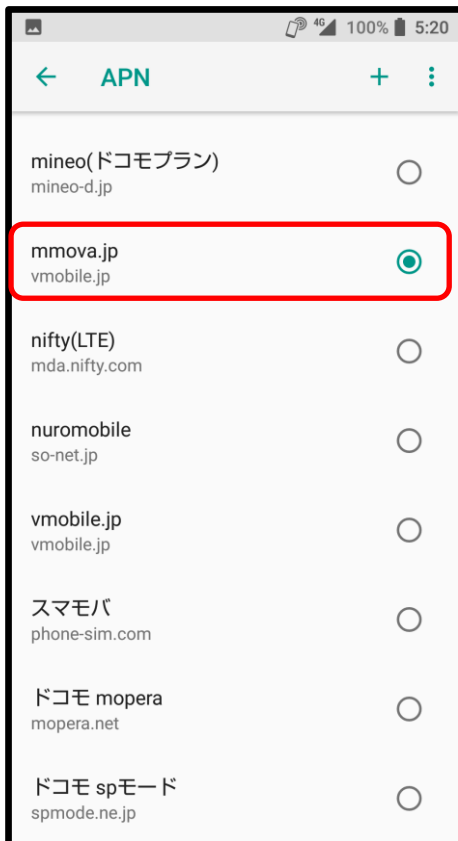 4G 100% 5:20
APN
mineo(ドコモプラン)
mineo-d.jp
mmova.jp
vmobile.jp
nifty(LTE)
mda.nifty.com
nuromobile
so-net.jp
vmobile.jp
vmobile.jp
スマモバ
phone-sim.com
ドコモ mopera
mopera.net
ドコモ spモード
spmode.ne.jp